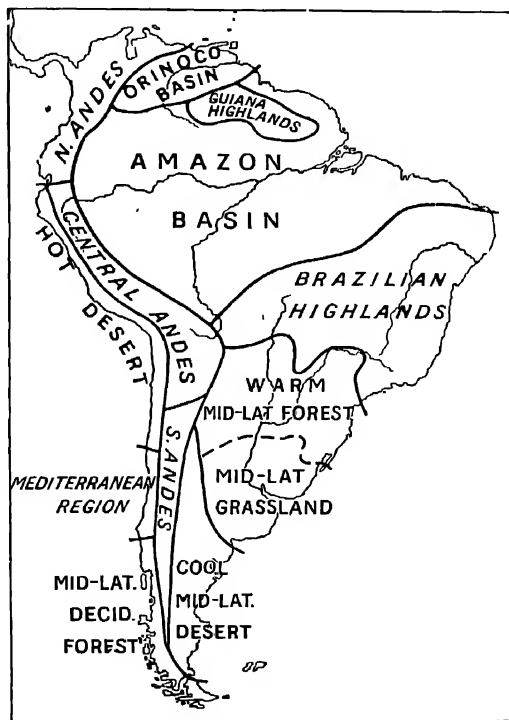 N. ANDES
ORINOCO
BASIN
GUIANA
HIGHLANDS
AMAZON
BASIN
CENTRAL ANDES
HOT DESERT
BRAZILIAN
HIGHLANDS
WARM
MID-LAT FOREST
S. ANDES
MID-LAT
GRASSLAND
MEDITERRANEAN
REGION
COOL
MID-LAT.
DESERT
MID-LAT.
DECID.
FOREST